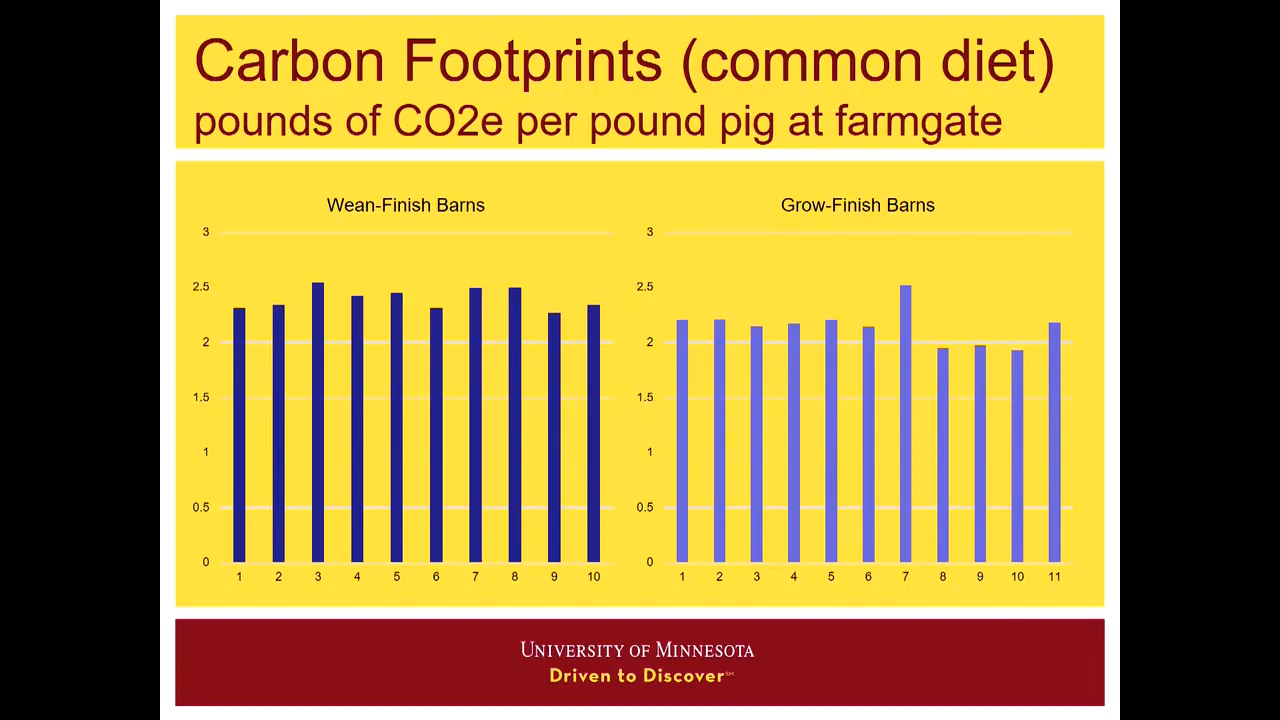 Carbon Footprints (common diet)
pounds of CO2e per pound pig at farmgate
Wean-Finish Barns
3
2.5
2
1.5
1
0.5
0
1 2 3 4 5 6 7 8 9 10
Grow-Finish Barns
3
2.5
2
1.5
1
0.5
0
1 2 3 4 5 6 7 8 9 10 11
UNIVERSITY OF MINNESOTA
Driven to Discover℠